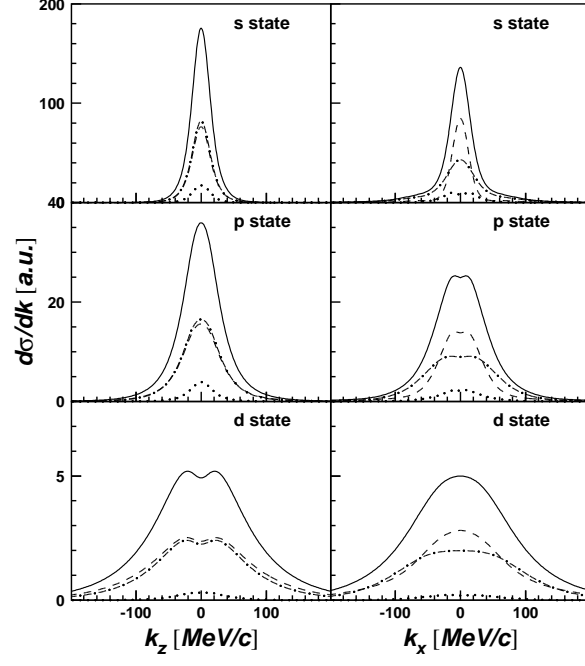 200
s state
s state
100
0
40
p state
p state
dσ/dk [a.u.]
20
0
d state
d state
5
0
-100 0 100 -100 0 100
k_z [MeV/c] k_x [MeV/c]